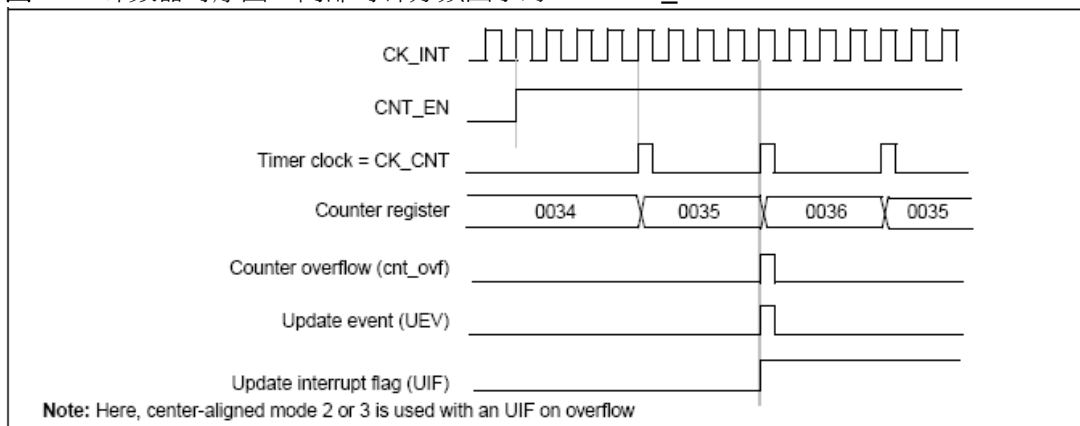 CK_INT
CNT_EN
Timer clock = CK_CNT
Counter register 0034 0035 0036 0035
Counter overflow (cnt_ovf)
Update event (UEV)
Update interrupt flag (UIF)
Note: Here, center-aligned mode 2 or 3 is used with an UIF on overflow